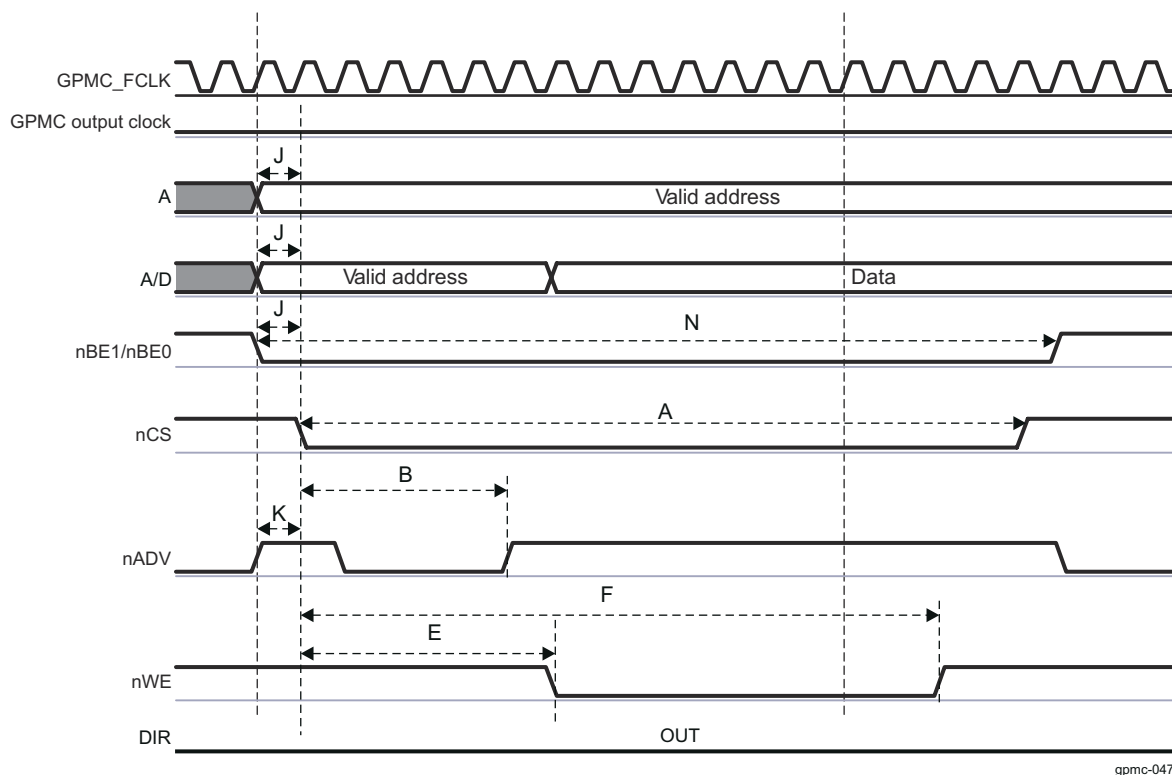 GPMC_FCLK
GPMC output clock
J
A
Valid address
J
A/D
Valid address
Data
J
N
nBE1/nBE0
A
nCS
B
K
nADV
F
E
nWE
DIR
OUT
gpmc-047